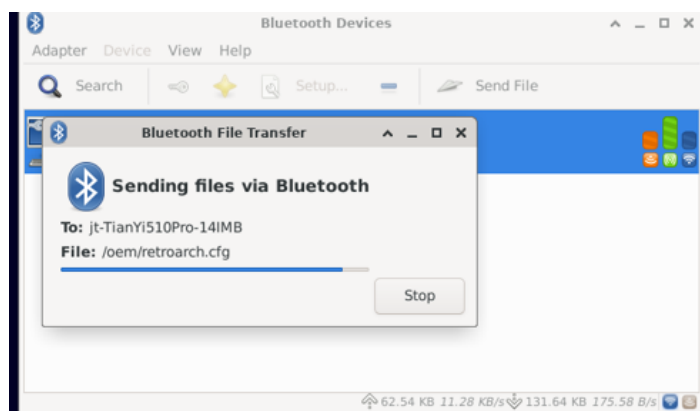 Bluetooth Devices
Adapter Device View Help
Search Setup... Send File
Bluetooth File Transfer
Sending files via Bluetooth
To: jt-TianYi510Pro-14IMB
File: /oem/retroarch.cfg
Stop
62.54 KB 11.28 KB/s 131.64 KB 175.58 B/s